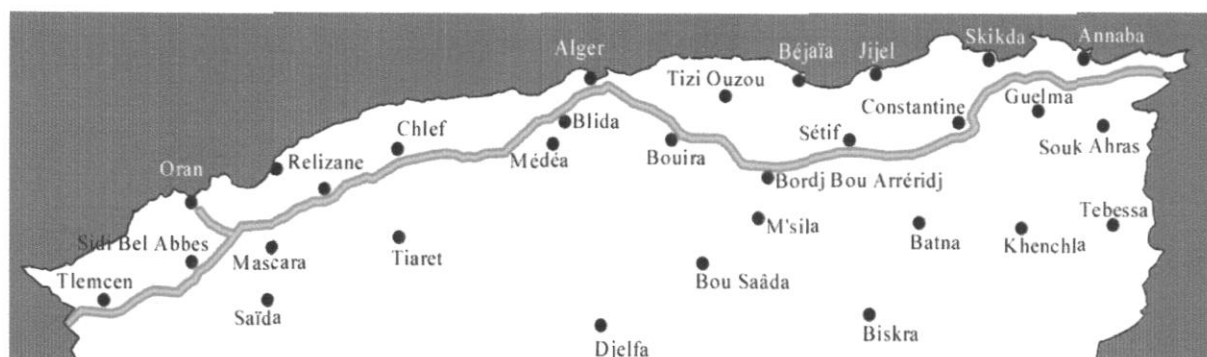 Skikda
Annaba
Alger
Béjaïa
Jijel
Tizi Ouzou
Guelma
Constantine
Blida
Chlef
Sétif
Souk Ahras
Médéa
Bouira
Relizane
Oran
Bordj Bou Arréridj
Tebessa
M'sila
Batna
Khenchla
Sidi Bel Abbes
Mascara
Tiaret
Tlemcen
Bou Saâda
Saïda
Biskra
Djelfa